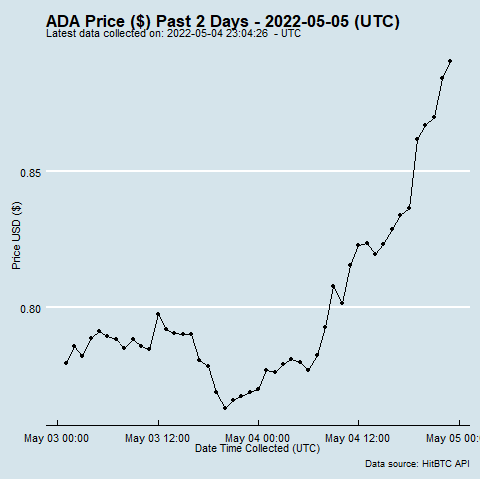 ADA Price ($) Past 2 Days - 2022-05-05 (UTC)
Latest data collected on: 2022-05-04 23:04:26 - UTC
0.85
Price USD ($)
0.80
May 03 00:00 May 03 12:00 May 04 00:00 May 04 12:00 May 05 00:
Date Time Collected (UTC)
Data source: HitBTC API